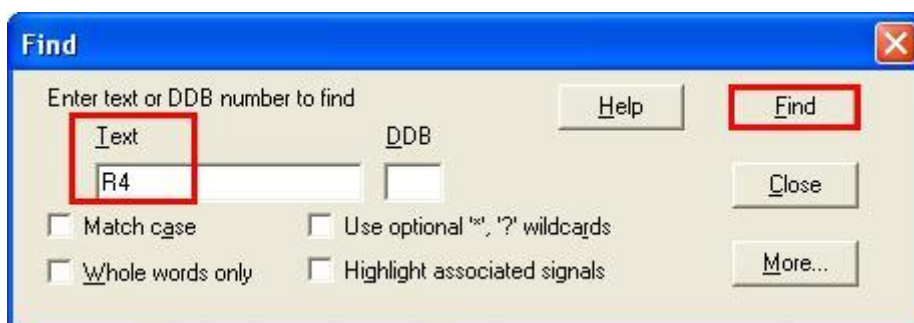 Find
Enter text or DDB number to find
Help
Find
Text
DDB
R4
Close
Match case
Use optional '*', '?' wildcards
Whole words only
Highlight associated signals
More...